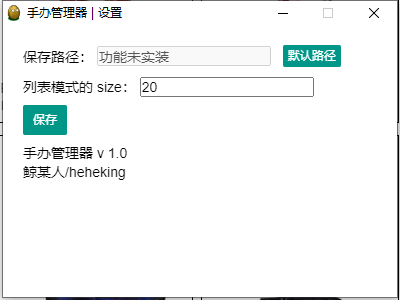 手办管理器 | 设置
保存路径： 功能未实装 默认路径
列表模式的 size： 20
保存
手办管理器 v 1.0
鲸某人/heheking